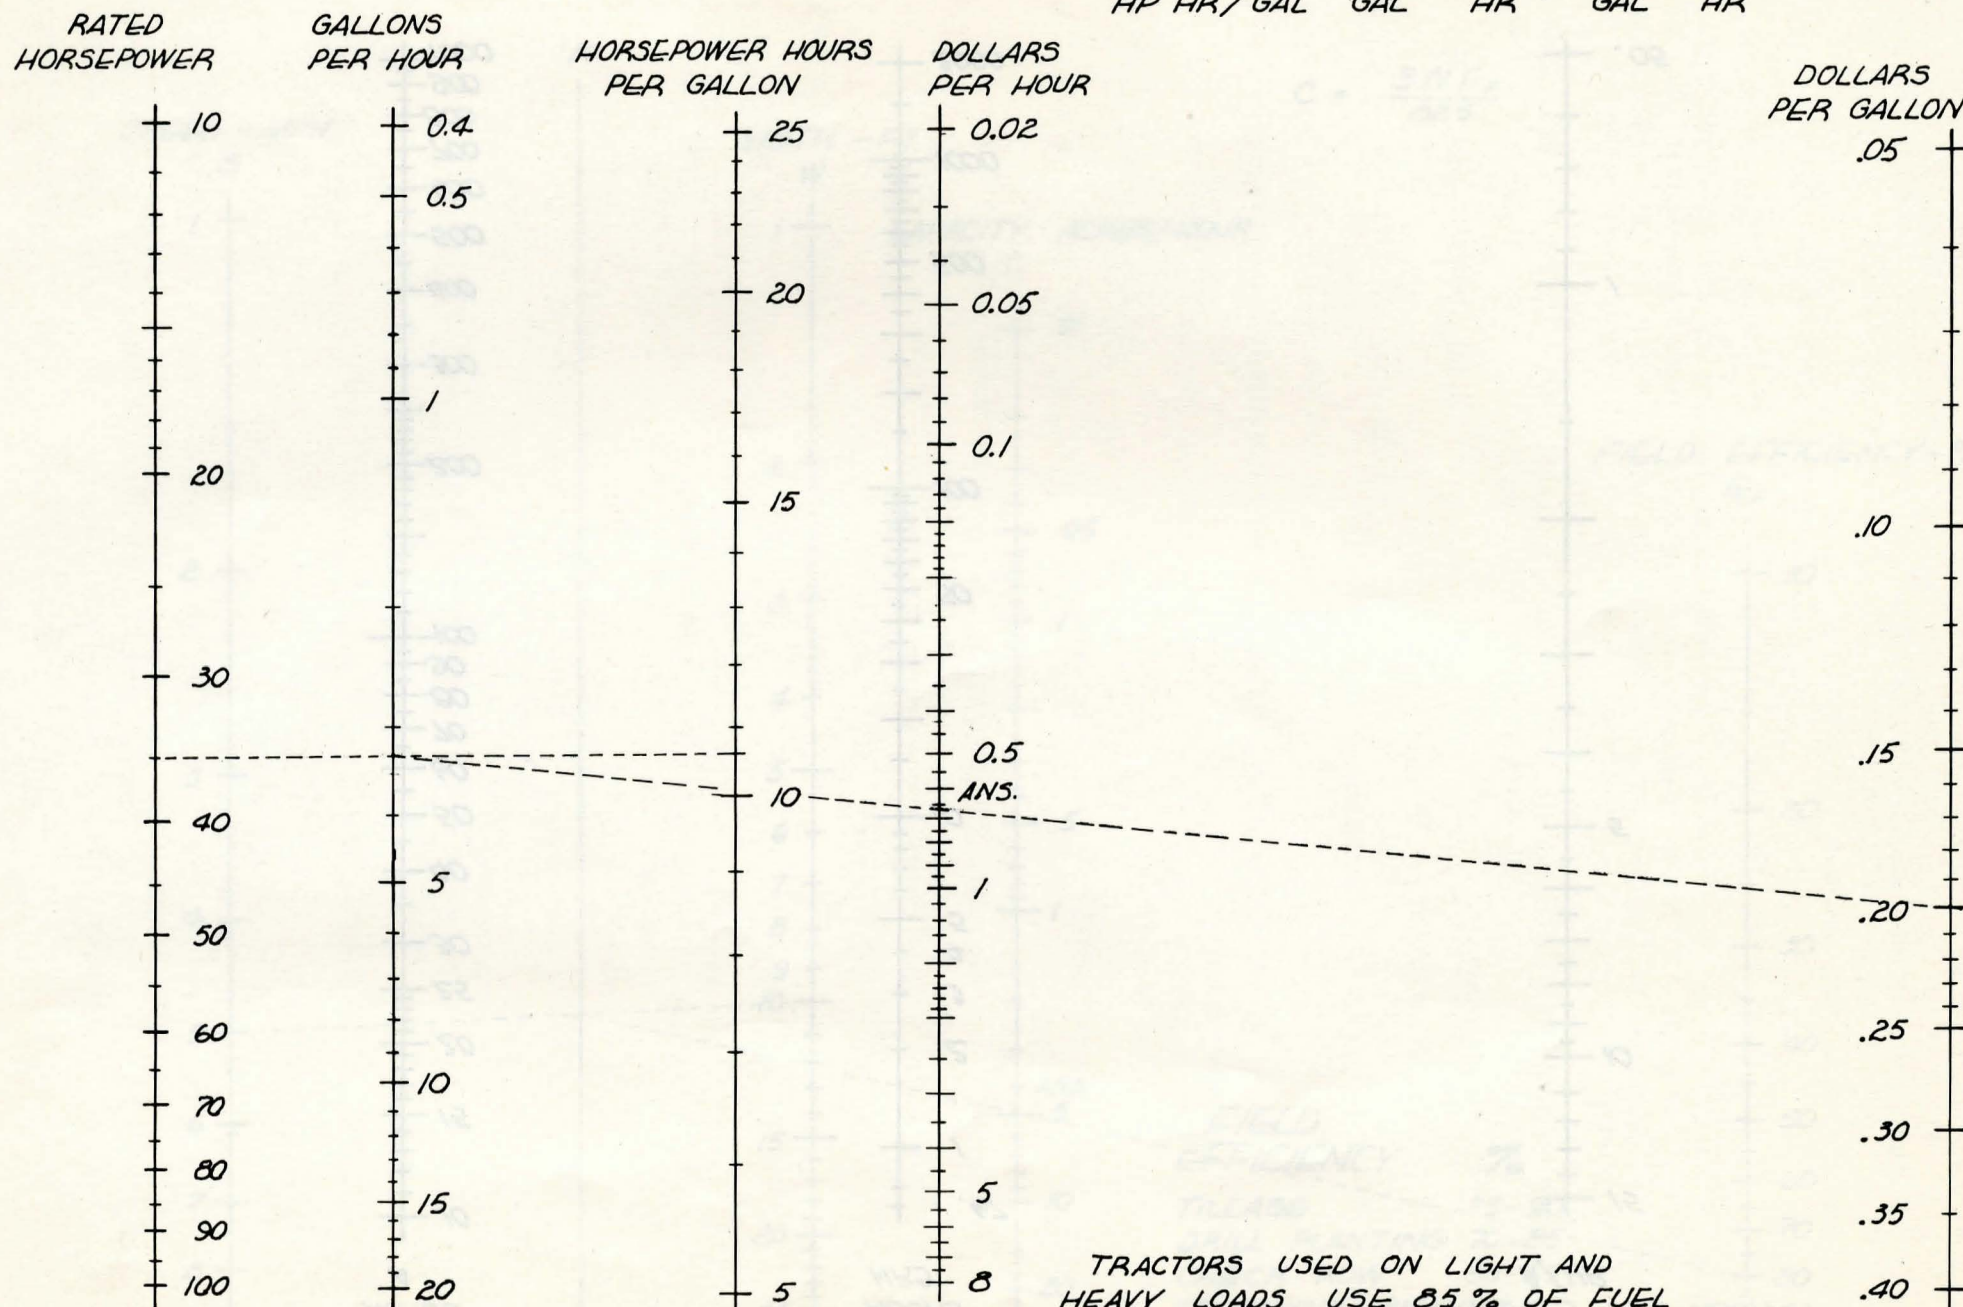 HP HR/GAL GAL HR GAL HR
RATED
HORSEPOWER
GALLONS
PER HOUR
HORSEPOWER HOURS
PER GALLON
DOLLARS
PER HOUR
DOLLARS
PER GALLON
10
20
30
40
50
60
70
80
90
100
0.4
0.5
1
5
10
15
20
25
20
15
10
5
0.02
0.05
0.1
0.5
ANS.
1
5
8
.05
.10
.15
.20
.25
.30
.35
.40
TRACTORS USED ON LIGHT AND
HEAVY LOADS USE 85% OF FUEL